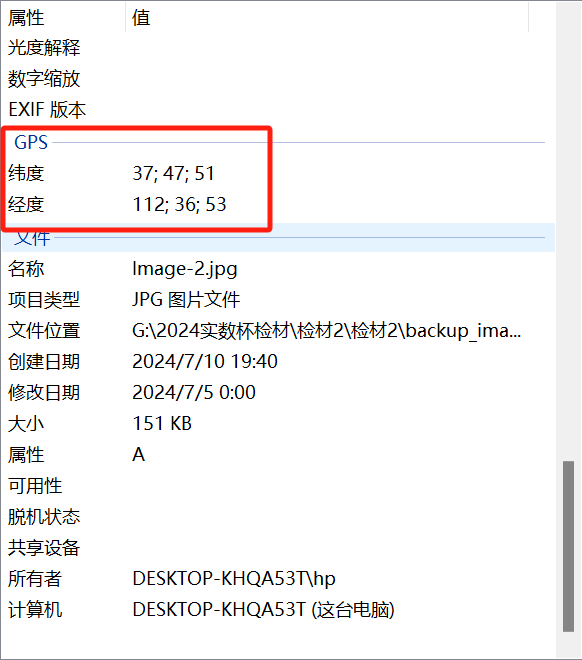 属性 值
光度解释
数字缩放
EXIF 版本
GPS
纬度 37; 47; 51
经度 112; 36; 53
文件
名称 Image-2.jpg
项目类型 JPG 图片文件
文件位置 G:\2024实数杯检材\检材2\检材2\backup_ima...
创建日期 2024/7/10 19:40
修改日期 2024/7/5 0:00
大小 151 KB
属性 A
可用性
脱机状态
共享设备
所有者 DESKTOP-KHQA53T\hp
计算机 DESKTOP-KHQA53T (这台电脑)